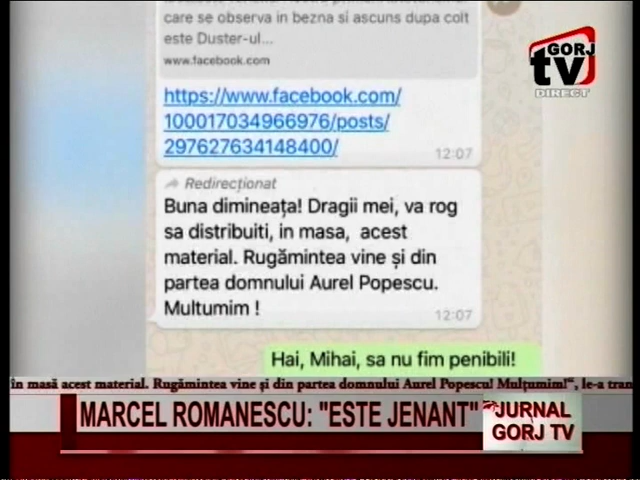 care se observa in bezna si ascuns dupa colt
este Duster-ul...
www.facebook.com
https://www.facebook.com/
100017034966976/posts/
297627634148400/
12:07
GORJ
tv
DIRECT
Redirecționat
Buna dimineața! Dragii mei, va rog
sa distribuiti, in masa, acest
material. Rugămintea vine și din
partea domnului Aurel Popescu.
Multumim !
12:07
Hai, Mihai, sa nu fim penibili!
în masă acest material. Rugămintea vine și din partea domnului Aurel Popescu! Mulțumim!“, le-a tran
MARCEL ROMANESCU: "ESTE JENANT"
JURNAL
GORJ TV